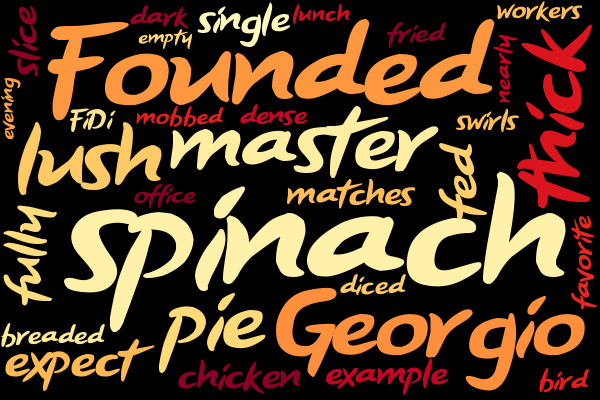 slice
dark
single
lunch
workers
empty
fried
Founded
nearly
thick
evening
FiDi
mobbed
dense
swirls
lush
master
fed
office
matches
fully
spinach
favorite
diced
pie
Georgio
breaded
expect
chicken
example
bird